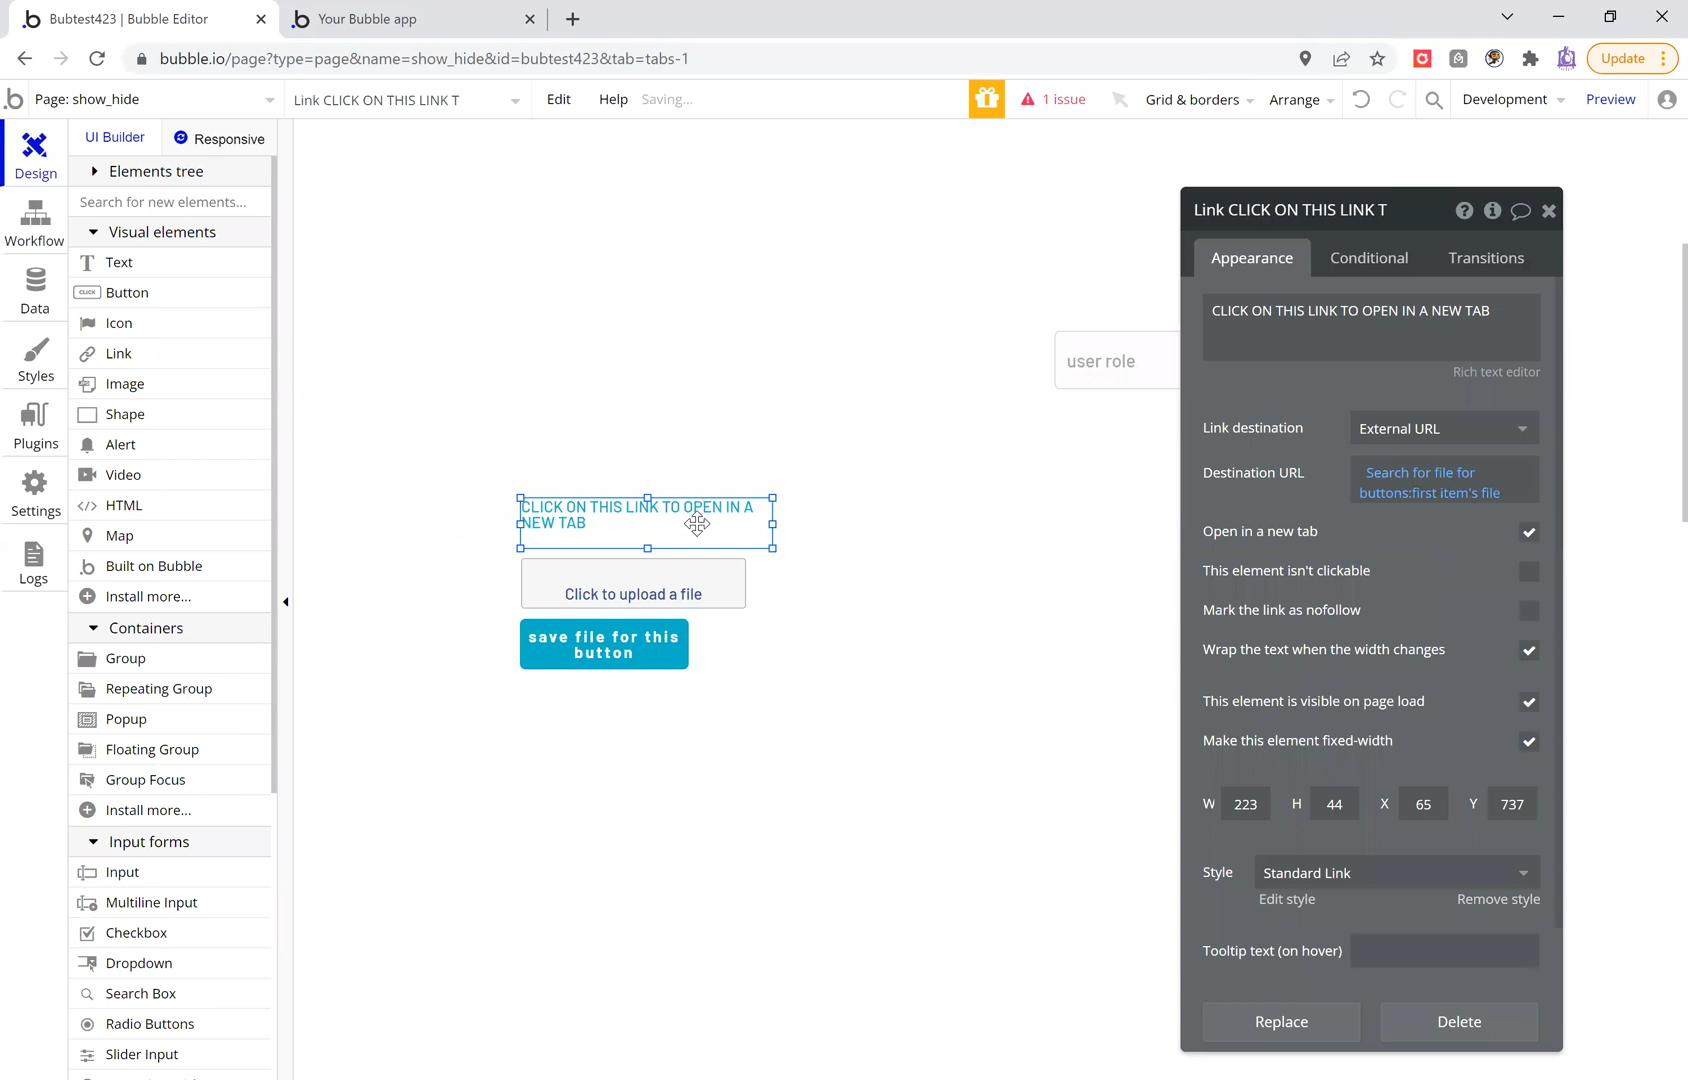 Bubtest423 | Bubble Editor
Your Bubble app
bubble.io/page?type=page&name=show_hide&id=bubtest423&tab=tabs-1
Update
Page: show_hide
Link CLICK ON THIS LINK T
Edit
Help
Saving...
1 issue
Grid & borders
Arrange
Development
Preview
Design
Workflow
Data
Styles
Plugins
Settings
Logs
UI Builder
Responsive
Elements tree
Search for new elements...
Visual elements
Text
CLICK
Button
Icon
Link
Image
Shape
Alert
Video
HTML
Map
Built on Bubble
Install more...
Containers
Group
Repeating Group
Popup
Floating Group
Group Focus
Install more...
Input forms
Input
Multiline Input
Checkbox
Dropdown
Search Box
Radio Buttons
Slider Input
user role
CLICK ON THIS LINK TO OPEN IN A
NEW TAB
Click to upload a file
save file for this
button
Link CLICK ON THIS LINK T
Appearance
Conditional
Transitions
CLICK ON THIS LINK TO OPEN IN A NEW TAB
Rich text editor
Link destination
External URL
Destination URL
Search for file for
buttons:first item's file
Open in a new tab
This element isn't clickable
Mark the link as nofollow
Wrap the text when the width changes
This element is visible on page load
Make this element fixed-width
W 223 H 44 X 65 Y 737
Style
Standard Link
Edit style
Remove style
Tooltip text (on hover)
Replace
Delete